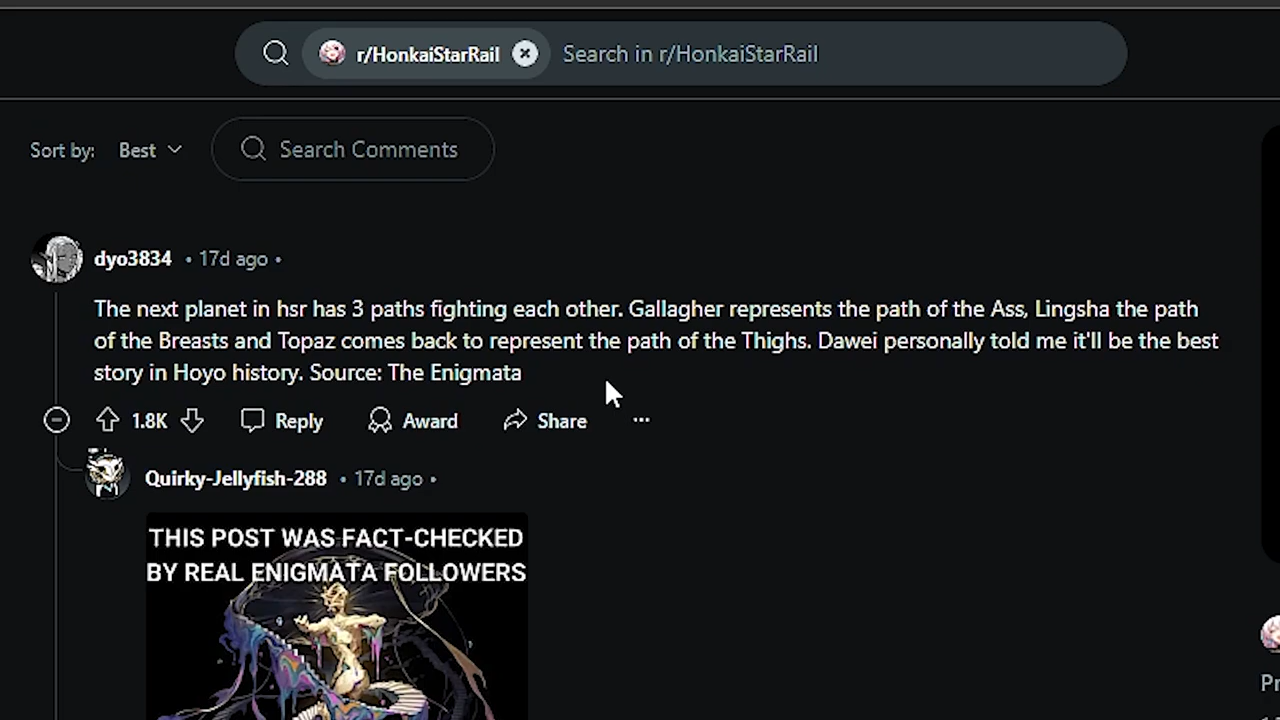 r/HonkaiStarRail Search in r/HonkaiStarRail
Sort by: Best Search Comments
dyo3834 • 17d ago •
The next planet in hsr has 3 paths fighting each other. Gallagher represents the path of the Ass, Lingsha the path
of the Breasts and Topaz comes back to represent the path of the Thighs. Dawei personally told me it'll be the best
story in Hoyo history. Source: The Enigmata
1.8K Reply Award Share ...
Quirky-Jellyfish-288 • 17d ago •
THIS POST WAS FACT-CHECKED
BY REAL ENIGMATA FOLLOWERS
Pr